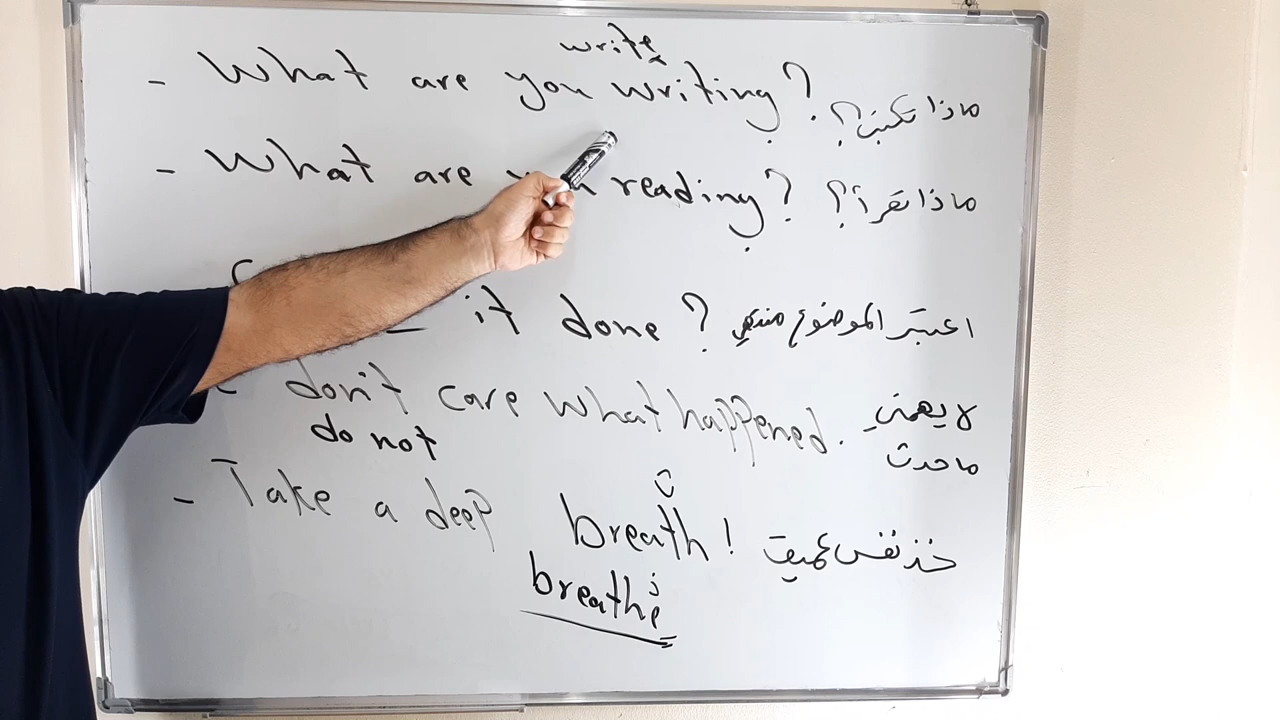 write
- What are you writing? ماذا تكتب؟
- What are reading? ماذا تقرأ؟
it done? اعتبر الموضوع منتهي
don't care what happened. لا يهمني
do not ما حدث
- Take a deep breath! خذ نفس عميق
ث
breathe
ذ